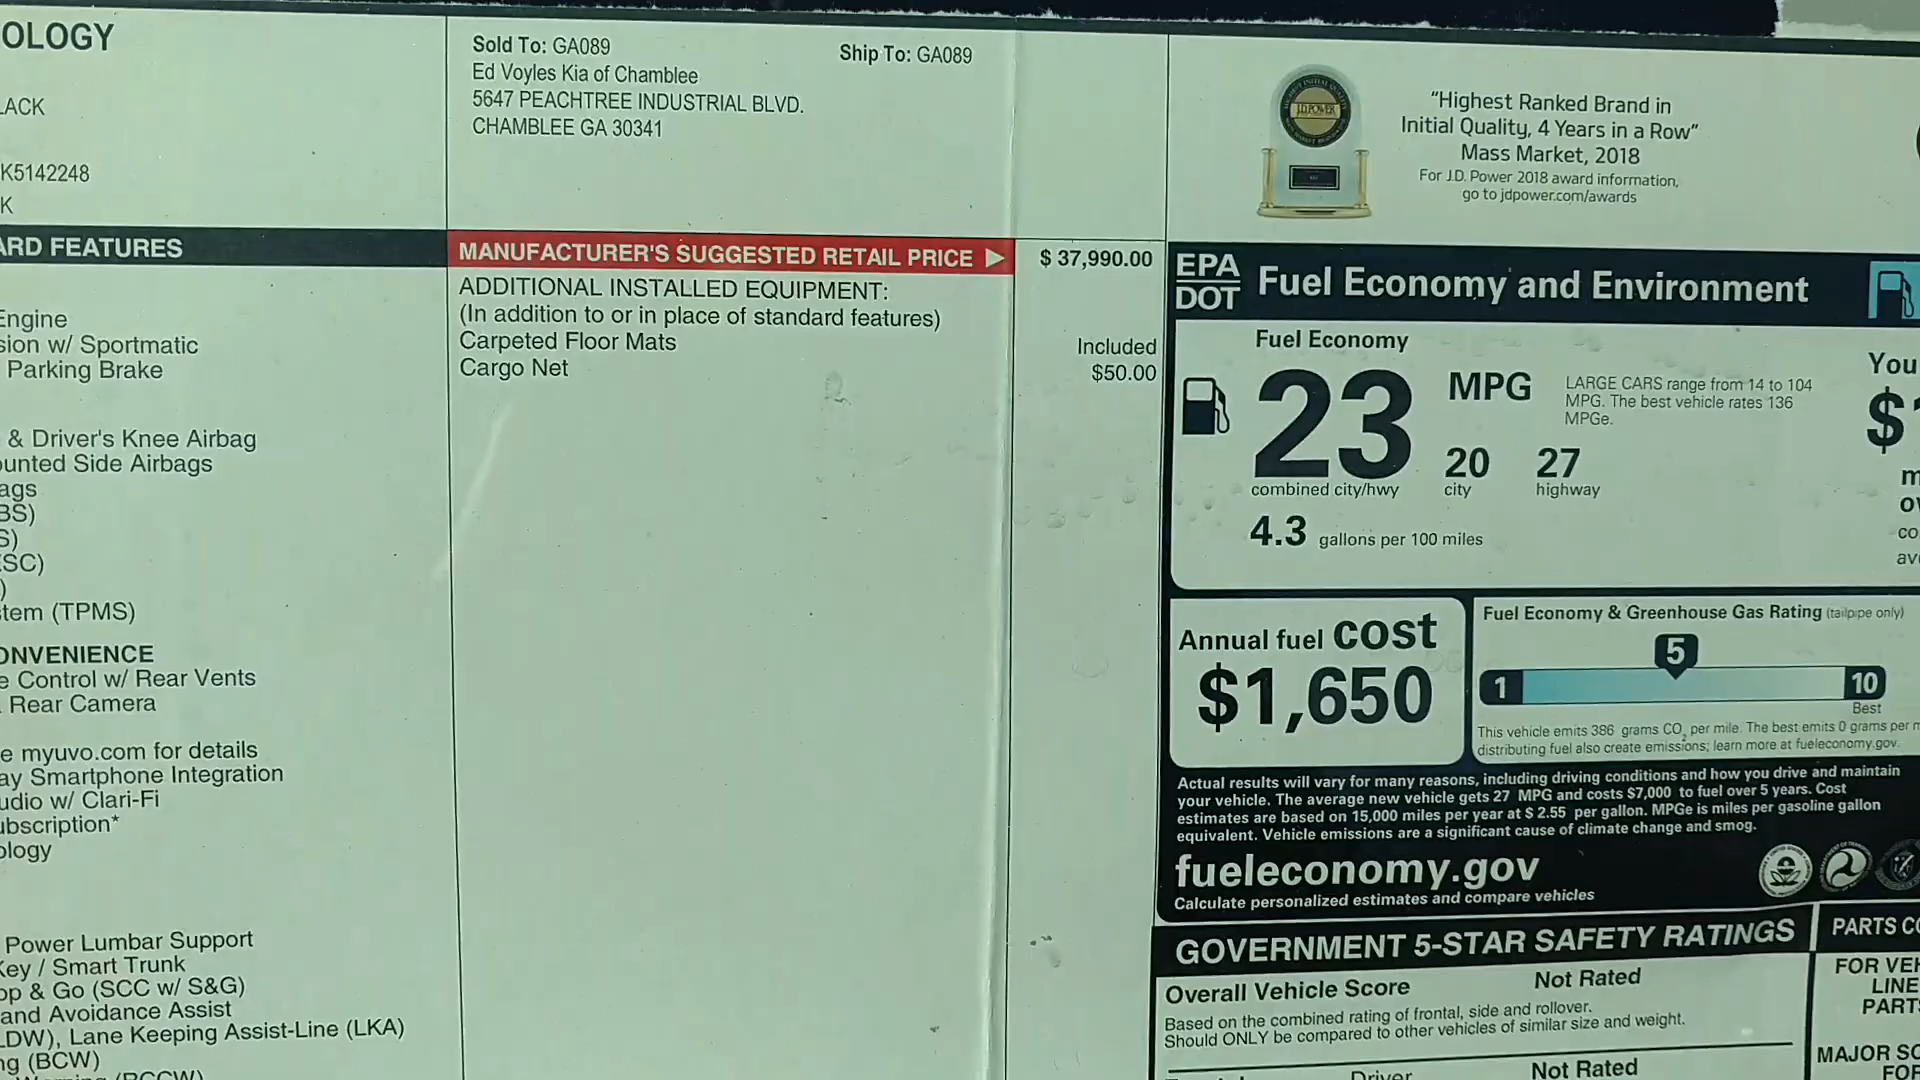 OLOGY
LACK
K5142248
K
Sold To: GA089
Ed Voyles Kia of Chamblee
5647 PEACHTREE INDUSTRIAL BLVD.
CHAMBLEE GA 30341
Ship To: GA089
"Highest Ranked Brand in
Initial Quality, 4 Years in a Row"
Mass Market, 2018
For J.D. Power 2018 award information,
go to jdpower.com/awards
J.D. POWER
ARD FEATURES
Engine
sion w/ Sportmatic
Parking Brake
& Driver's Knee Airbag
ounted Side Airbags
ags
BS)
S)
ESC)
)
stem (TPMS)
ONVENIENCE
e Control w/ Rear Vents
Rear Camera
e myuvo.com for details
ay Smartphone Integration
udio w/ Clari-Fi
ubscription*
ology
Power Lumbar Support
Key / Smart Trunk
op & Go (SCC w/ S&G)
and Avoidance Assist
LDW), Lane Keeping Assist-Line (LKA)
ng (BCW)
MANUFACTURER'S SUGGESTED RETAIL PRICE $ 37,990.00
ADDITIONAL INSTALLED EQUIPMENT:
(In addition to or in place of standard features)
Carpeted Floor Mats Included
Cargo Net $50.00
EPA
DOT
Fuel Economy and Environment
Fuel Economy
23 MPG
combined city/hwy
20 city
27 highway
LARGE CARS range from 14 to 104
MPG. The best vehicle rates 136
MPGe.
4.3 gallons per 100 miles
You
$
Annual fuel cost
$1,650
Fuel Economy & Greenhouse Gas Rating (tailpipe only)
5
1
10
Best
This vehicle emits 386 grams CO2 per mile. The best emits 0 grams per m
distributing fuel also create emissions; learn more at fueleconomy.gov.
Actual results will vary for many reasons, including driving conditions and how you drive and maintain
your vehicle. The average new vehicle gets 27 MPG and costs $7,000 to fuel over 5 years. Cost
estimates are based on 15,000 miles per year at $ 2.55 per gallon. MPGe is miles per gasoline gallon
equivalent. Vehicle emissions are a significant cause of climate change and smog.
fueleconomy.gov
Calculate personalized estimates and compare vehicles
GOVERNMENT 5-STAR SAFETY RATINGS
Overall Vehicle Score Not Rated
Based on the combined rating of frontal, side and rollover.
Should ONLY be compared to other vehicles of similar size and weight.
Driver Not Rated
PARTS CO
FOR VEH
LINE
PARTS
MAJOR SO
FOR